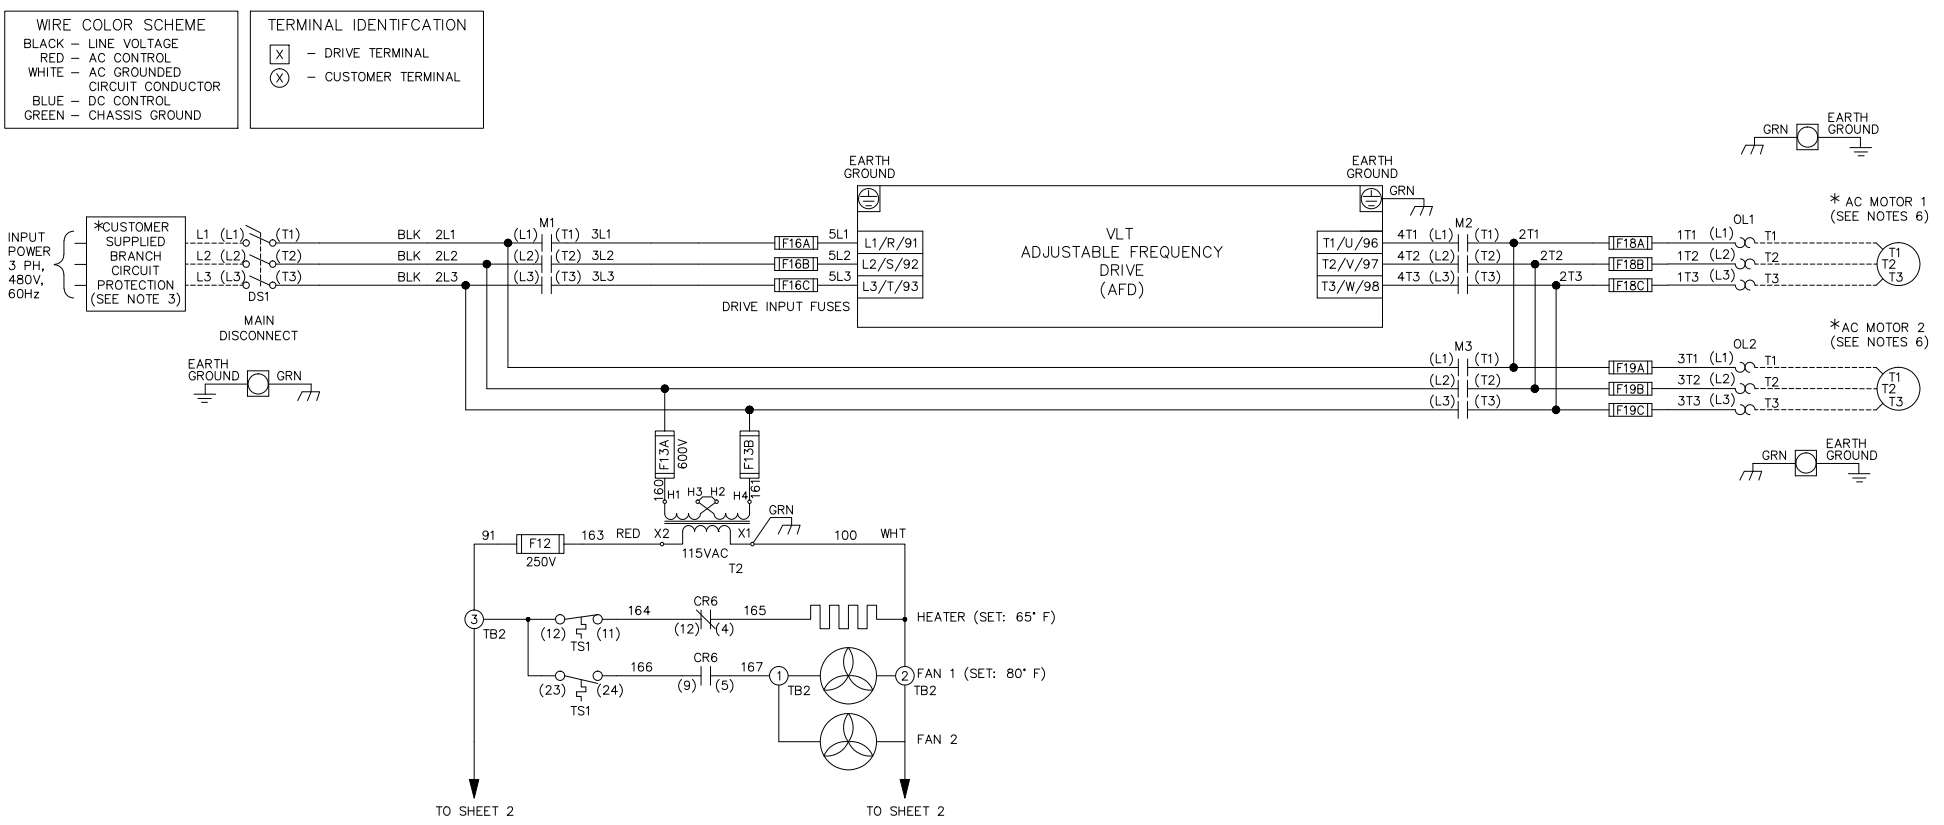 WIRE COLOR SCHEME
BLACK – LINE VOLTAGE
RED – AC CONTROL
WHITE – AC GROUNDED
CIRCUIT CONDUCTOR
BLUE – DC CONTROL
GREEN – CHASSIS GROUND
TERMINAL IDENTIFCATION
X – DRIVE TERMINAL
X – CUSTOMER TERMINAL
GRN
EARTH
GROUND
EARTH
GROUND
EARTH
GROUND
GRN
* AC MOTOR 1
(SEE NOTES 6)
INPUT
POWER
3 PH,
480V,
60Hz
*CUSTOMER
SUPPLIED
BRANCH
CIRCUIT
PROTECTION
(SEE NOTE 3)
L1 (L1) (T1) BLK 2L1 (L1) M1 (T1) 3L1 F16A 5L1 L1/R/91
L2 (L2) (T2) BLK 2L2 (L2) (T2) 3L2 F16B 5L2 L2/S/92
L3 (L3) (T3) BLK 2L3 (L3) (T3) 3L3 F16C 5L3 L3/T/93
DS1
MAIN
DISCONNECT
DRIVE INPUT FUSES
VLT
ADJUSTABLE FREQUENCY
DRIVE
(AFD)
T1/U/96 4T1 (L1) M2 (T1) 2T1 F18A 1T1 (L1) OL1 T1
T2/V/97 4T2 (L2) (T2) 2T2 F18B 1T2 (L2) T2
T3/W/98 4T3 (L3) (T3) 2T3 F18C 1T3 (L3) T3
T1
T2
T3
EARTH
GROUND
GRN
* AC MOTOR 2
(SEE NOTES 6)
(L1) M3 (T1) F19A 3T1 (L1) OL2 T1
(L2) (T2) F19B 3T2 (L2) T2
(L3) (T3) F19C 3T3 (L3) T3
T1
T2
T3
GRN
EARTH
GROUND
F13A
600V
F13B
160
161
H1 H3 H2 H4
GRN
91 F12 163 RED X2 X1 100 WHT
250V
115VAC
T2
3
TB2
(12) (11)
TS1
164
CR6
(12) (4)
165
HEATER (SET: 65° F)
(23) (24)
TS1
166
CR6
(9) (5)
167
1
TB2
2
TB2
FAN 1 (SET: 80° F)
FAN 2
TO SHEET 2
TO SHEET 2